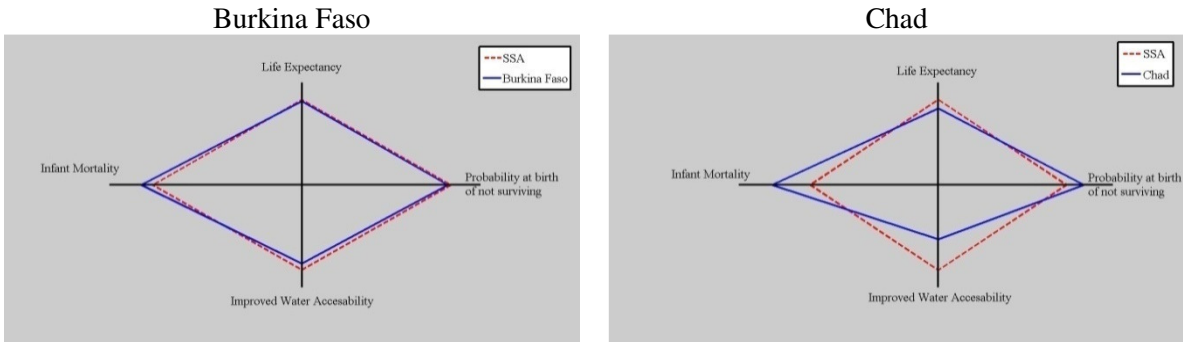 Burkina Faso
SSA
Burkina Faso
Life Expectancy
Infant Mortality
Probability at birth
of not surviving
Improved Water Accesability
Chad
SSA
Chad
Life Expectancy
Infant Mortality
Probability at birth
of not surviving
Improved Water Accesability